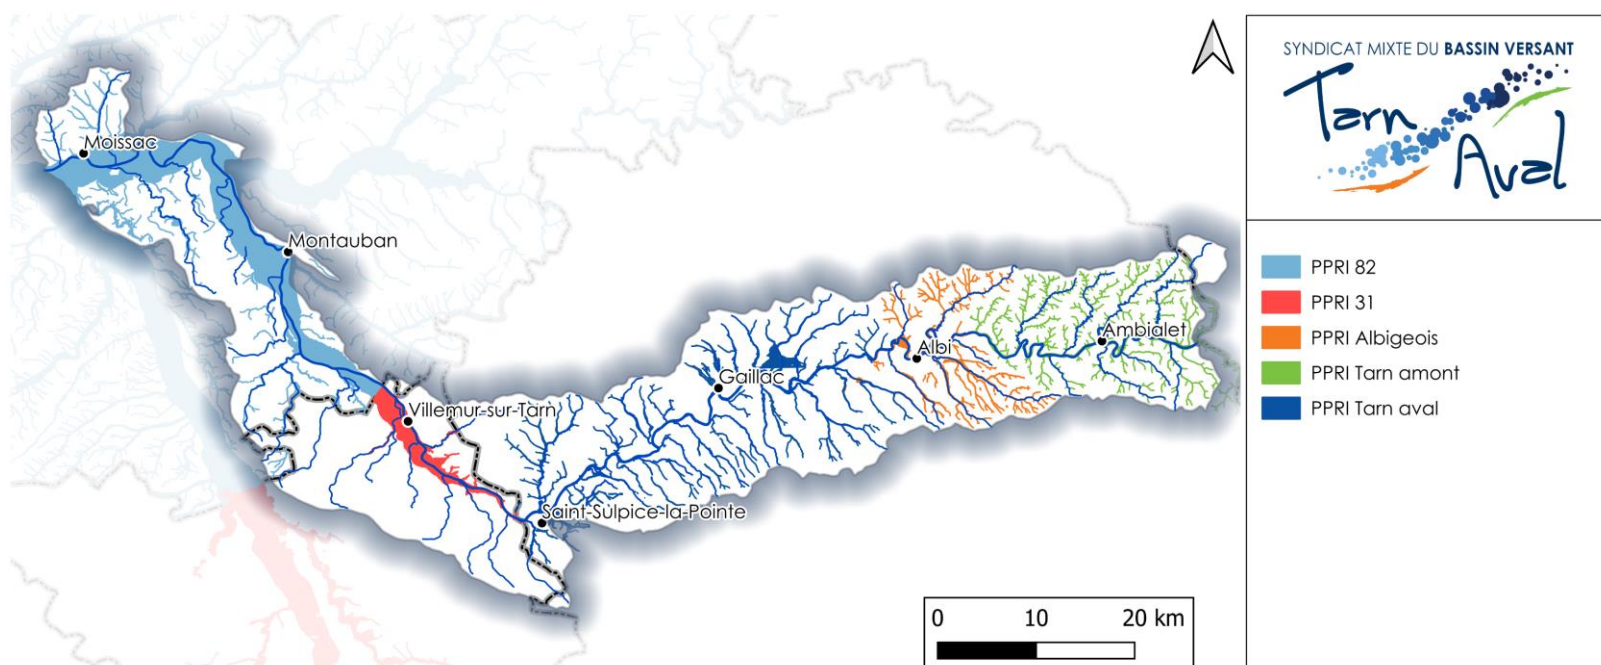 Moissac
Montauban
Villemur-sur-Tarn
Saint-Sulpice-la-Pointe
Gaillac
Albi
Ambialet
0 10 20 km
SYNDICAT MIXTE DU BASSIN VERSANT
Tarn
Aval
PPRI 82
PPRI 31
PPRI Albigeois
PPRI Tarn amont
PPRI Tarn aval